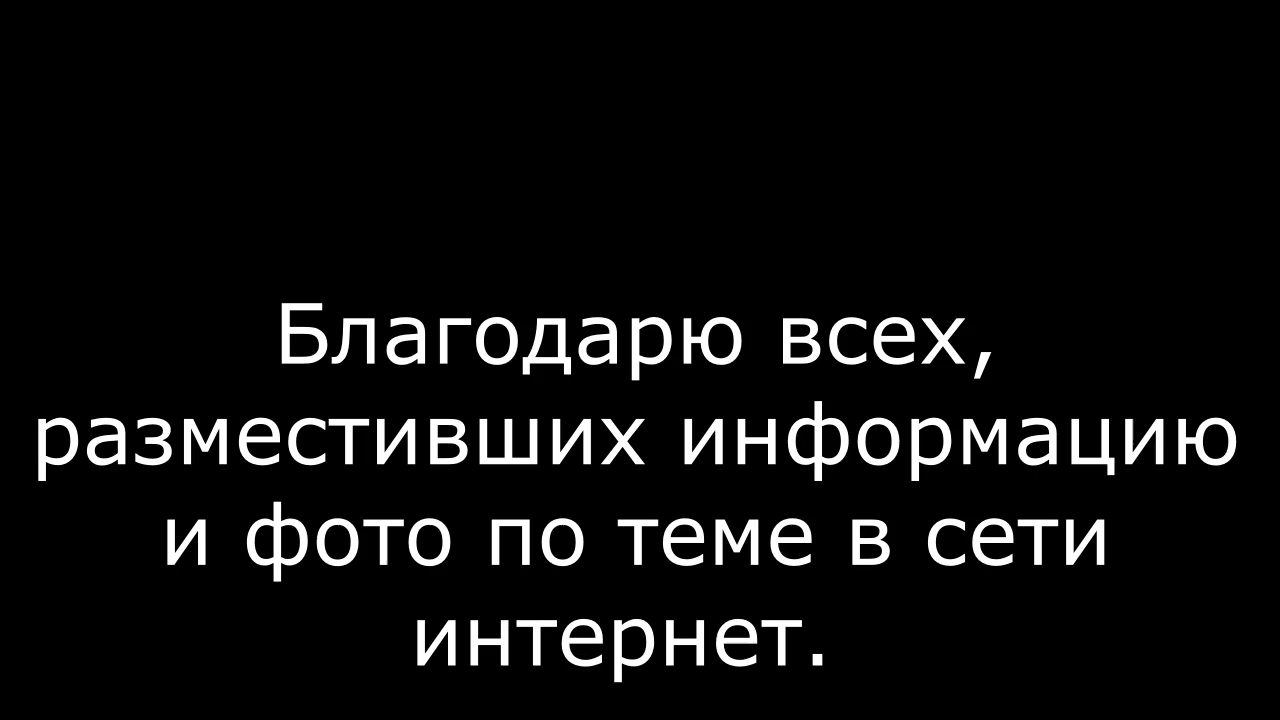 Благодарю всех,
разместивших информацию
и фото по теме в сети
интернет.